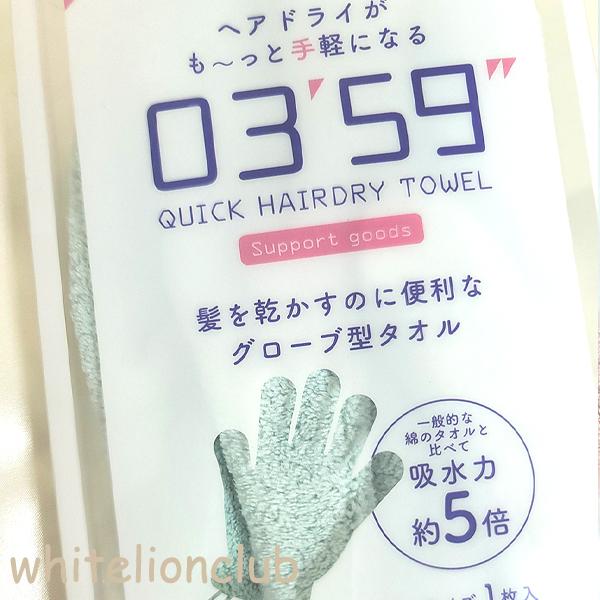 ヘアドライが
も〜っと手軽になる
03'59"
QUICK HAIRDRY TOWEL
Support goods
髪を乾かすのに便利な
グローブ型タオル
一般的な
綿のタオルと
比べて
吸水力
約5倍
1枚入
whitelionclub